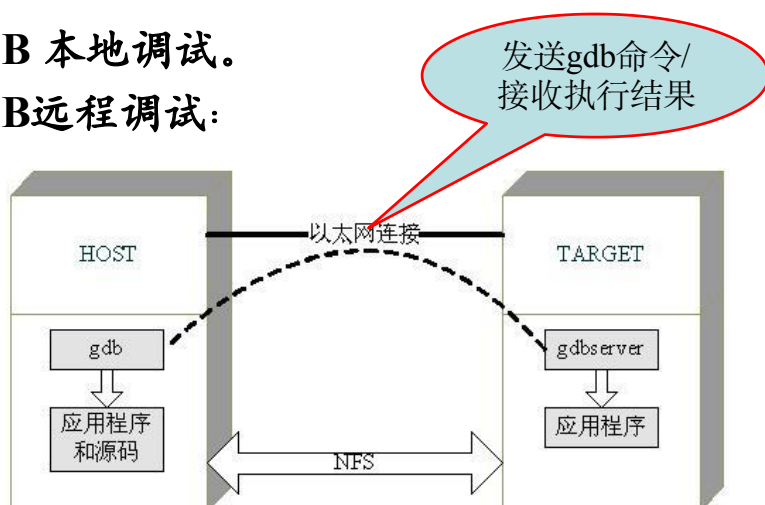 B 本地调试。
发送gdb命令/
接收执行结果
B远程调试：
以太网连接
HOST
TARGET
gdb
gdbserver
应用程序
和源码
应用程序
NFS